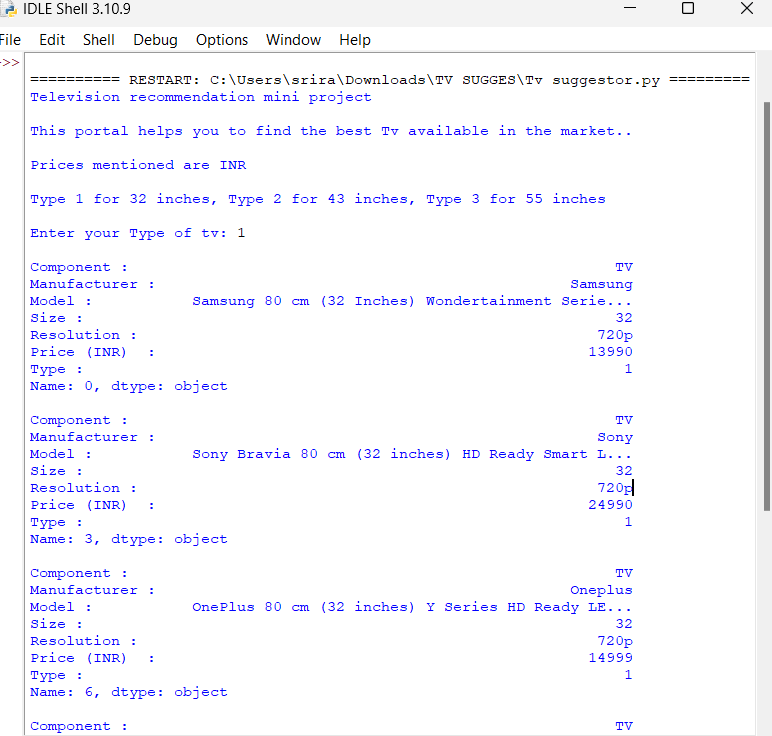 IDLE Shell 3.10.9
File Edit Shell Debug Options Window Help
>>>
========== RESTART: C:\Users\srira\Downloads\TV SUGGES\Tv suggestor.py =========
Television recommendation mini project
This portal helps you to find the best Tv available in the market..
Prices mentioned are INR
Type 1 for 32 inches, Type 2 for 43 inches, Type 3 for 55 inches
Enter your Type of tv: 1
Component : TV
Manufacturer : Samsung
Model : Samsung 80 cm (32 Inches) Wondertainment Serie...
Size : 32
Resolution : 720p
Price (INR) : 13990
Type : 1
Name: 0, dtype: object
Component : TV
Manufacturer : Sony
Model : Sony Bravia 80 cm (32 inches) HD Ready Smart L...
Size : 32
Resolution : 720p
Price (INR) : 24990
Type : 1
Name: 3, dtype: object
Component : TV
Manufacturer : Oneplus
Model : OnePlus 80 cm (32 inches) Y Series HD Ready LE...
Size : 32
Resolution : 720p
Price (INR) : 14999
Type : 1
Name: 6, dtype: object
Component : TV